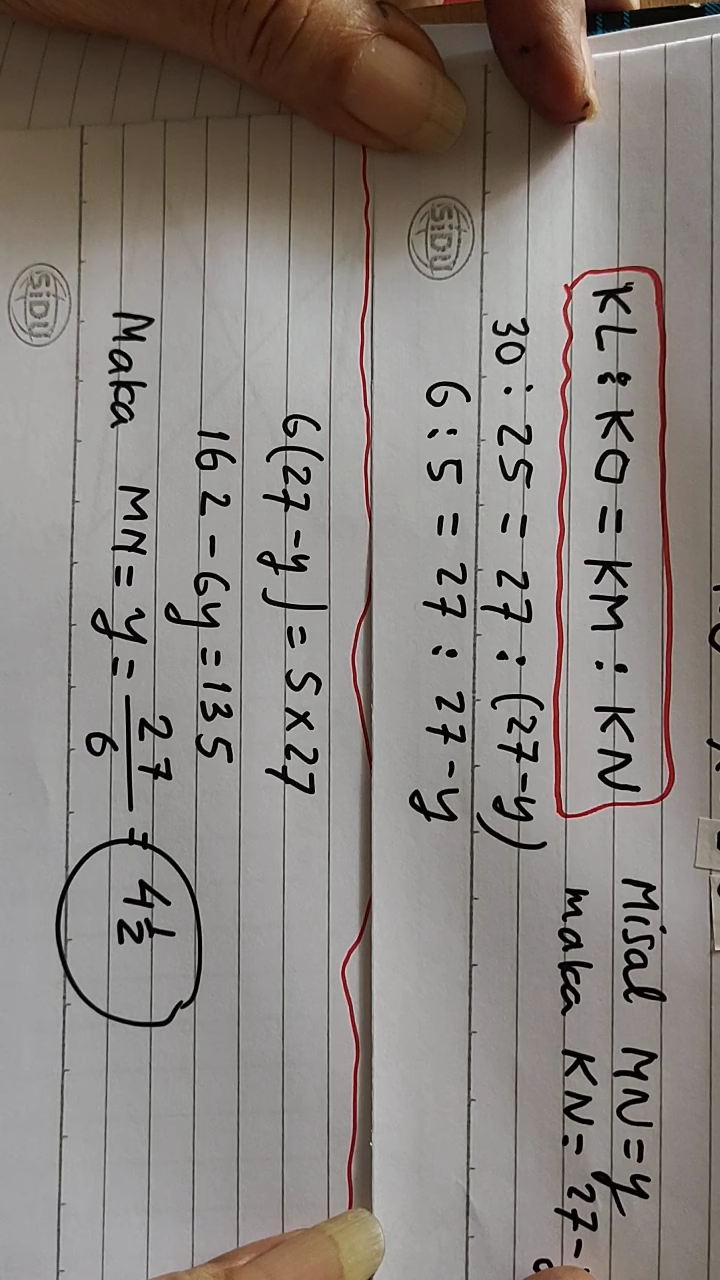 KL : KO = KM : KN
Misal MN = y
maka KN = 27 -
30 : 25 = 27 : (27-y)
6 : 5 = 27 : 27-y
SiDU
6(27-y) = 5 x 27
162 - 6y = 135
Maka MN = y = 27/6 = 4 1/2
SiDU